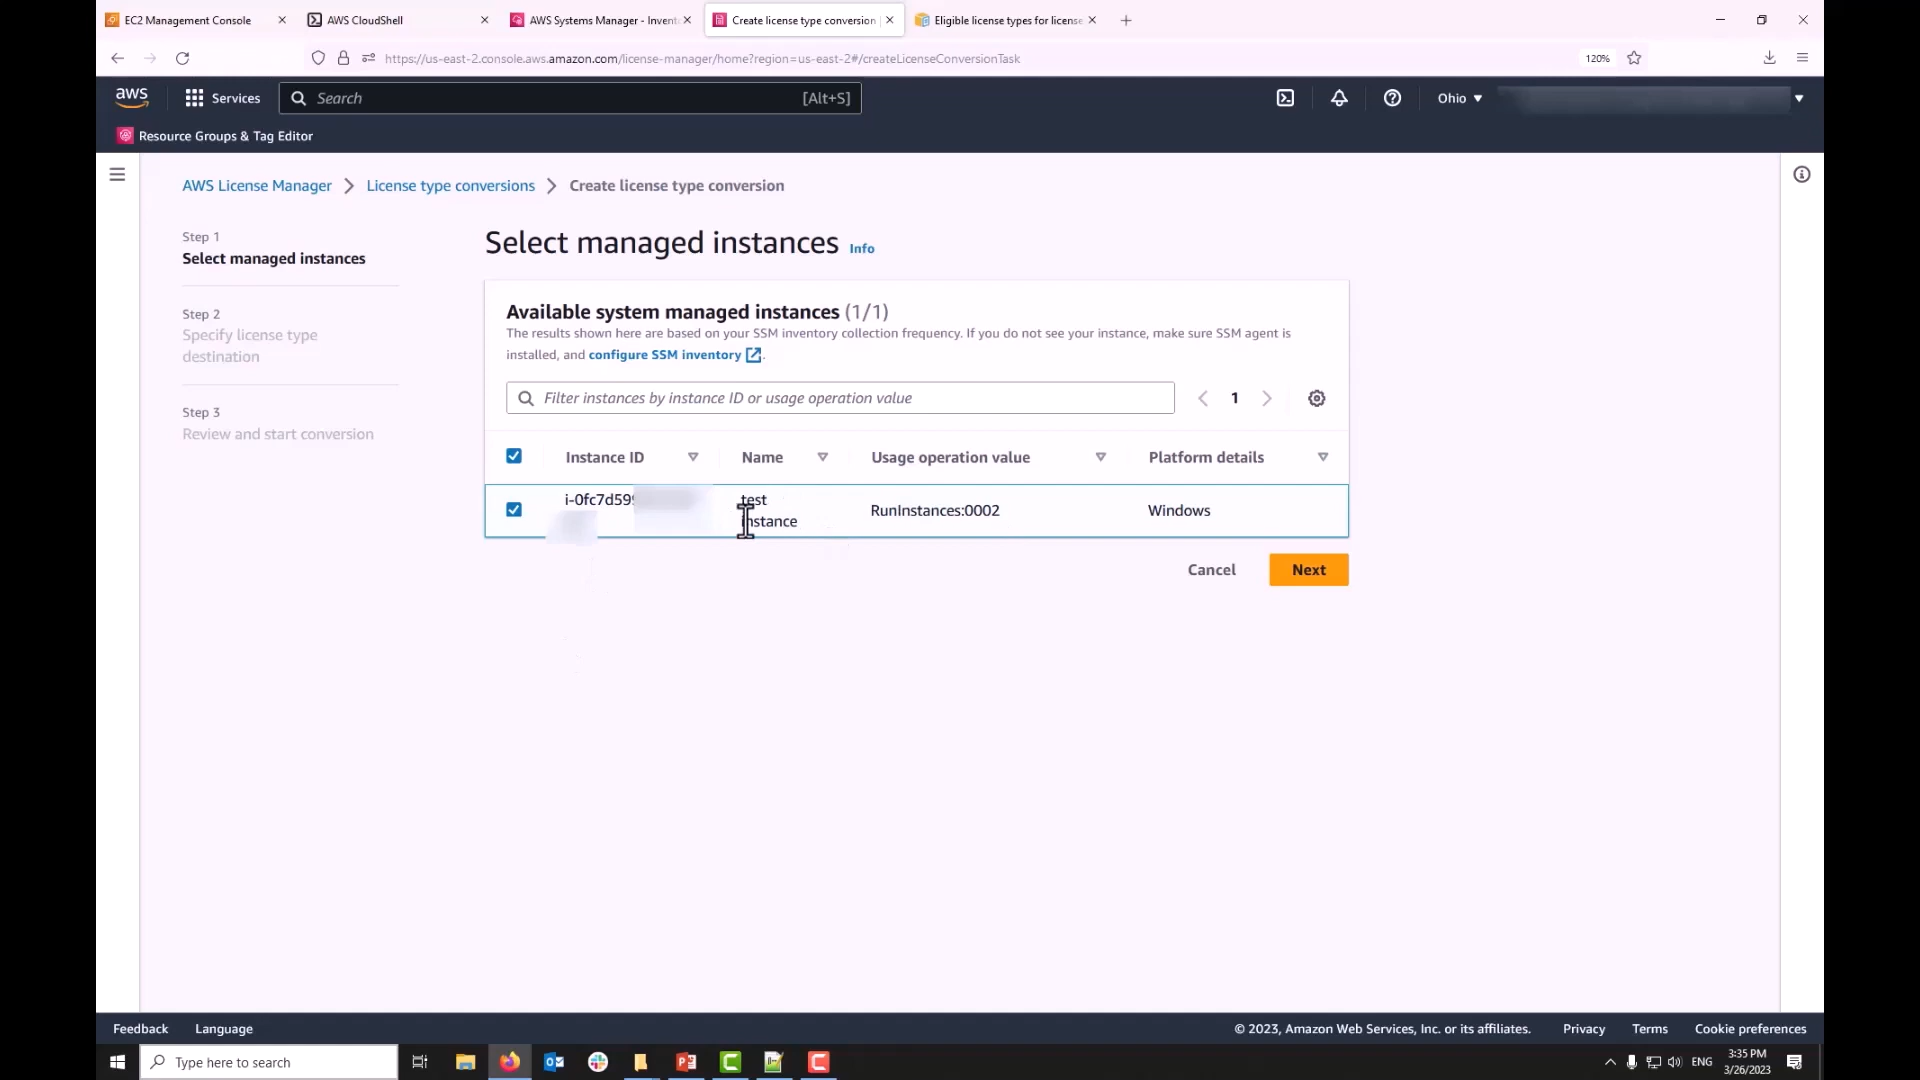 EC2 Management Console
AWS CloudShell
AWS Systems Manager - Invent
Create license type conversion
Eligible license types for license
https://us-east-2.console.aws.amazon.com/license-manager/home?region=us-east-2#/createLicenseConversionTask
120%
aws
Services
Search
[Alt+S]
Ohio
Resource Groups & Tag Editor
AWS License Manager
License type conversions
Create license type conversion
Step 1
Select managed instances
Step 2
Specify license type
destination
Step 3
Review and start conversion
Select managed instances Info
Available system managed instances (1/1)
The results shown here are based on your SSM inventory collection frequency. If you do not see your instance, make sure SSM agent is
installed, and configure SSM inventory.
Filter instances by instance ID or usage operation value
1
Instance ID
Name
Usage operation value
Platform details
i-0fc7d59
test
instance
RunInstances:0002
Windows
Cancel
Next
Feedback
Language
© 2023, Amazon Web Services, Inc. or its affiliates.
Privacy
Terms
Cookie preferences
Type here to search
ENG
3:35 PM
3/26/2023